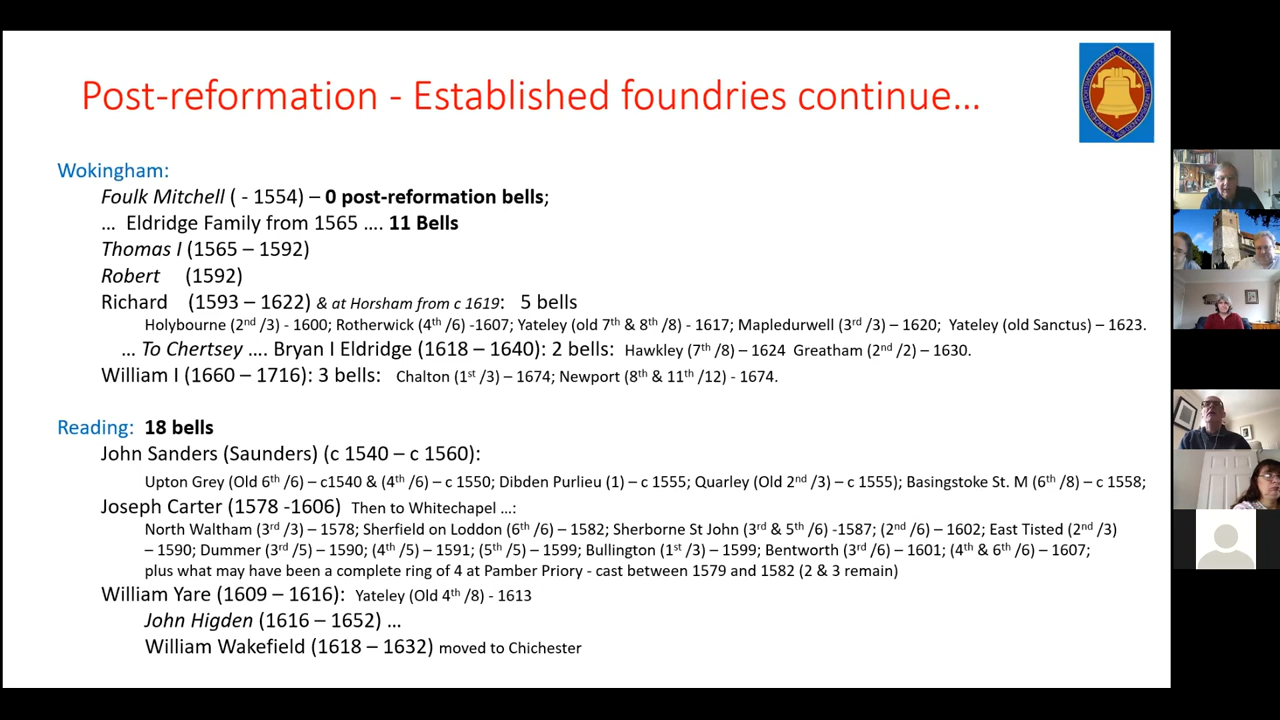 Post-reformation - Established foundries continue…
Wokingham:
Foulk Mitchell ( - 1554) – 0 post-reformation bells;
… Eldridge Family from 1565 …. 11 Bells
Thomas I (1565 – 1592)
Robert (1592)
Richard (1593 – 1622) & at Horsham from c 1619: 5 bells
Holybourne (2nd /3) - 1600; Rotherwick (4th /6) -1607; Yateley (old 7th & 8th /8) - 1617; Mapledurwell (3rd /3) – 1620; Yateley (old Sanctus) – 1623.
… To Chertsey …. Bryan I Eldridge (1618 – 1640): 2 bells: Hawkley (7th /8) – 1624 Greatham (2nd /2) – 1630.
William I (1660 – 1716): 3 bells: Chalton (1st /3) – 1674; Newport (8th & 11th /12) - 1674.
Reading: 18 bells
John Sanders (Saunders) (c 1540 – c 1560):
Upton Grey (Old 6th /6) – c1540 & (4th /6) – c 1550; Dibden Purlieu (1) – c 1555; Quarley (Old 2nd /3) – c 1555); Basingstoke St. M (6th /8) – c 1558;
Joseph Carter (1578 -1606) Then to Whitechapel …:
North Waltham (3rd /3) – 1578; Sherfield on Loddon (6th /6) – 1582; Sherborne St John (3rd & 5th /6) -1587; (2nd /6) – 1602; East Tisted (2nd /3)
– 1590; Dummer (3rd /5) – 1590; (4th /5) – 1591; (5th /5) – 1599; Bullington (1st /3) – 1599; Bentworth (3rd /6) – 1601; (4th & 6th /6) – 1607;
plus what may have been a complete ring of 4 at Pamber Priory - cast between 1579 and 1582 (2 & 3 remain)
William Yare (1609 – 1616): Yateley (Old 4th /8) - 1613
John Higden (1616 – 1652) …
William Wakefield (1618 – 1632) moved to Chichester